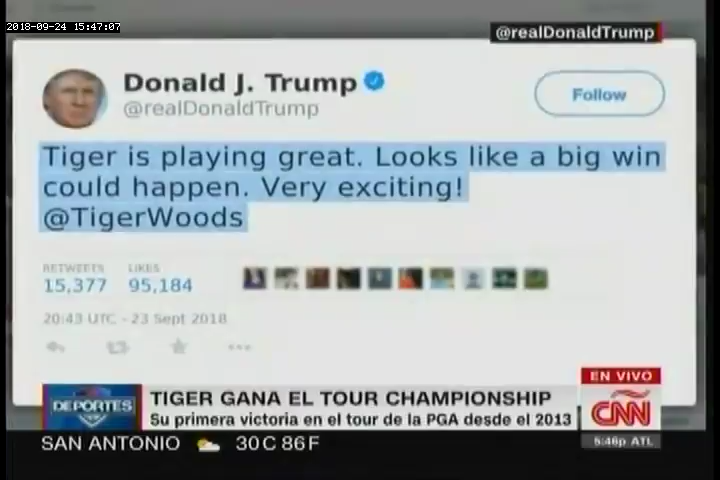 2018-09-24 15:47:07
@realDonaldTrump
Donald J. Trump
@realDonaldTrump
Follow
Tiger is playing great. Looks like a big win
could happen. Very exciting!
@TigerWoods
RETWEETS LIKES
15,377 95,184
20:43 UTC - 23 Sept 2018
EN VIVO
DEPORTES
TIGER GANA EL TOUR CHAMPIONSHIP
Su primera victoria en el tour de la PGA desde el 2013
CNN
5:46p ATL
SAN ANTONIO 30C 86F